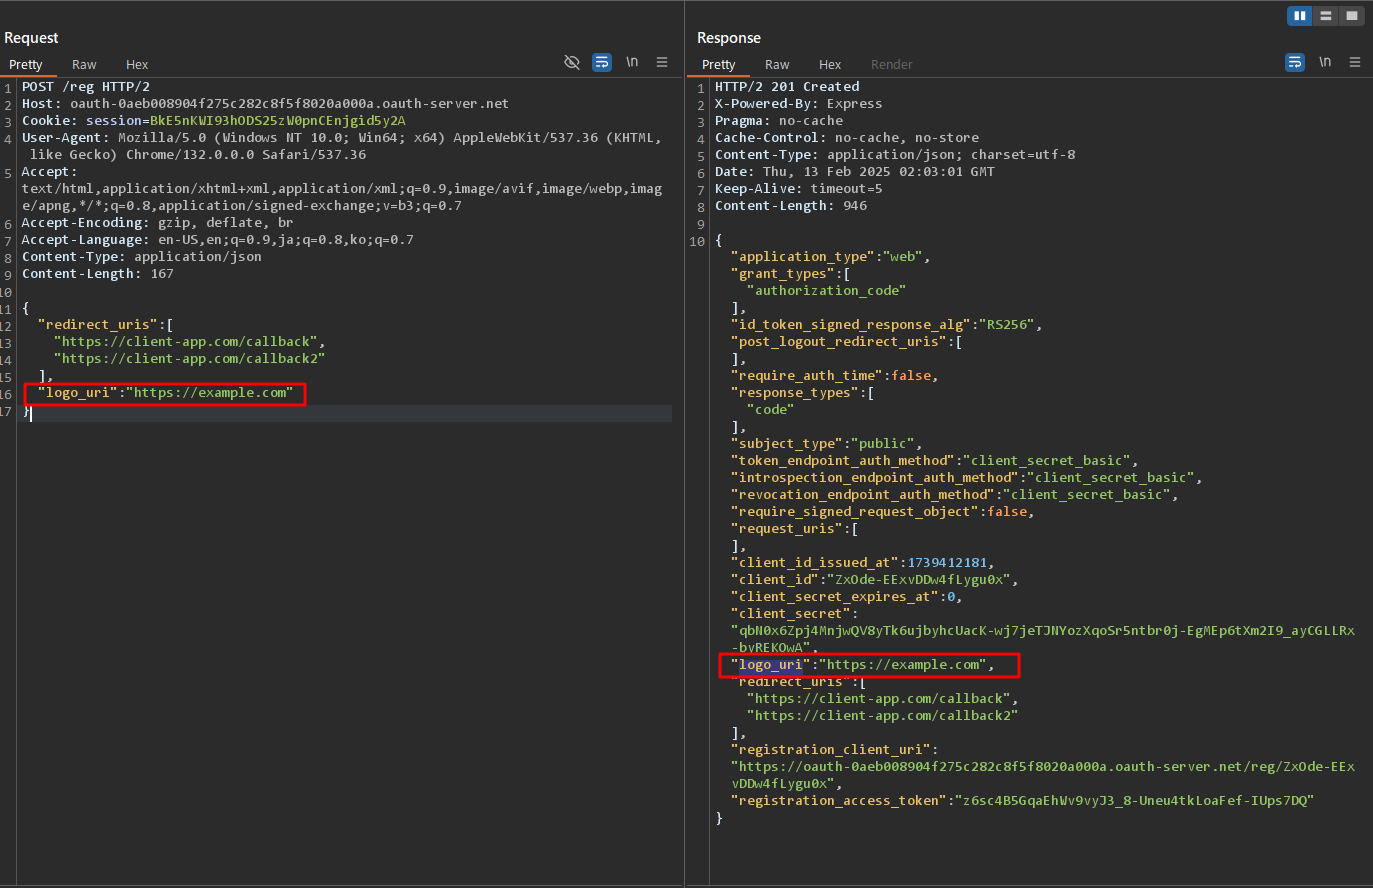 Request
Pretty Raw Hex \n
1 POST /reg HTTP/2
2 Host: oauth-0aeb008904f275c282c8f5f8020a000a.oauth-server.net
3 Cookie: session=BkE5nKWI93hODS25zW0pnCEnjgid5y2A
4 User-Agent: Mozilla/5.0 (Windows NT 10.0; Win64; x64) AppleWebKit/537.36 (KHTML,
like Gecko) Chrome/132.0.0.0 Safari/537.36
5 Accept:
text/html,application/xhtml+xml,application/xml;q=0.9,image/avif,image/webp,imag
e/apng,*/*;q=0.8,application/signed-exchange;v=b3;q=0.7
6 Accept-Encoding: gzip, deflate, br
7 Accept-Language: en-US,en;q=0.9,ja;q=0.8,ko;q=0.7
8 Content-Type: application/json
9 Content-Length: 167
10
11 {
12 "redirect_uris":[
13 "https://client-app.com/callback",
14 "https://client-app.com/callback2"
15 ],
16 "logo_uri":"https://example.com"
17 }
Response
Pretty Raw Hex Render \n
1 HTTP/2 201 Created
2 X-Powered-By: Express
3 Pragma: no-cache
4 Cache-Control: no-cache, no-store
5 Content-Type: application/json; charset=utf-8
6 Date: Thu, 13 Feb 2025 02:03:01 GMT
7 Keep-Alive: timeout=5
8 Content-Length: 946
9
10 {
"application_type":"web",
"grant_types":[
"authorization_code"
],
"id_token_signed_response_alg":"RS256",
"post_logout_redirect_uris":[
],
"require_auth_time":false,
"response_types":[
"code"
],
"subject_type":"public",
"token_endpoint_auth_method":"client_secret_basic",
"introspection_endpoint_auth_method":"client_secret_basic",
"revocation_endpoint_auth_method":"client_secret_basic",
"require_signed_request_object":false,
"request_uris":[
],
"client_id_issued_at":1739412181,
"client_id":"ZxOde-EExvDDw4fLygu0x",
"client_secret_expires_at":0,
"client_secret":
"qbN0x6Zpj4MnjwQV8yTk6ujbyhcUacK-wj7jeTJNYozXqoSr5ntbr0j-EgMEp6tXm2I9_ayCGLLRx
-byREKOwA",
"logo_uri":"https://example.com",
"redirect_uris":[
"https://client-app.com/callback",
"https://client-app.com/callback2"
],
"registration_client_uri":
"https://oauth-0aeb008904f275c282c8f5f8020a000a.oauth-server.net/reg/ZxOde-EEx
vDDw4fLygu0x",
"registration_access_token":"z6sc4B5GqaEhWv9vyJ3_8-Uneu4tkLoaFef-IUps7DQ"
}